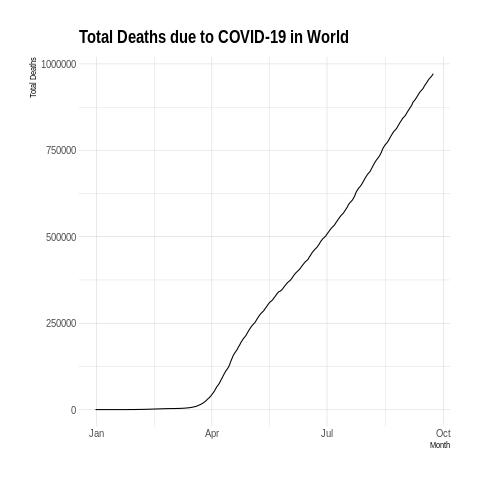 Total Deaths due to COVID-19 in World
Total Deaths
1000000
750000
500000
250000
0
Jan Apr Jul Oct
Month